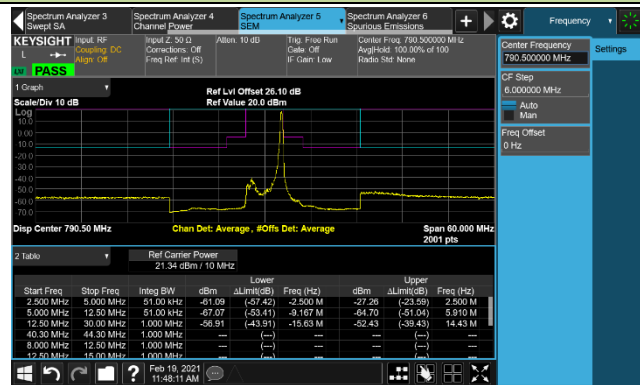 Spectrum Analyzer 3
Swept SA
Spectrum Analyzer 4
Channel Power
Spectrum Analyzer 5
SEM
Spectrum Analyzer 6
Spurious Emissions
+
Frequency
KEYSIGHT
L
Input: RF
Coupling: DC
Align: Off
Input Z: 50 Ω
Corrections: Off
Freq Ref: Int (S)
Atten: 10 dB
Trig: Free Run
Gate: Off
IF Gain: Low
Center Freq: 790.500000 MHz
Avg|Hold: 100.00% of 100
Radio Std: None
PASS
Center Frequency
790.500000 MHz
Settings
CF Step
6.000000 MHz
Auto
Man
Freq Offset
0 Hz
1 Graph
Scale/Div 10 dB
Ref Lvl Offset 26.10 dB
Ref Value 20.0 dBm
Log
10.0
0.00
-10.0
-20.0
-30.0
-40.0
-50.0
-60.0
-70.0
Disp Center 790.50 MHz
Chan Det: Average , #Offs Det: Average
Span 60.000 MHz
2001 pts
2 Table
Ref Carrier Power
21.34 dBm / 10 MHz
Lower Upper
Start Freq Stop Freq Integ BW dBm ΔLimit(dB) Freq (Hz) dBm ΔLimit(dB) Freq (Hz)
2.500 MHz 5.000 MHz 51.00 kHz -61.09 (-57.42) -2.500 M -27.26 (-23.59) 2.500 M
5.000 MHz 12.50 MHz 51.00 kHz -67.07 (-53.41) -9.167 M -64.70 (-51.04) 5.910 M
12.50 MHz 30.00 MHz 1.000 MHz -56.91 (-43.91) -15.63 M -52.43 (-39.43) 14.43 M
40.30 MHz 44.30 MHz 1.000 MHz --- (---) --- --- (---) ---
8.000 MHz 12.50 MHz 1.000 MHz --- (---) --- --- (---) ---
12.50 MHz 15.00 MHz 1.000 MHz --- (---) --- --- (---) ---
?
Feb 19, 2021
11:48:11 AM